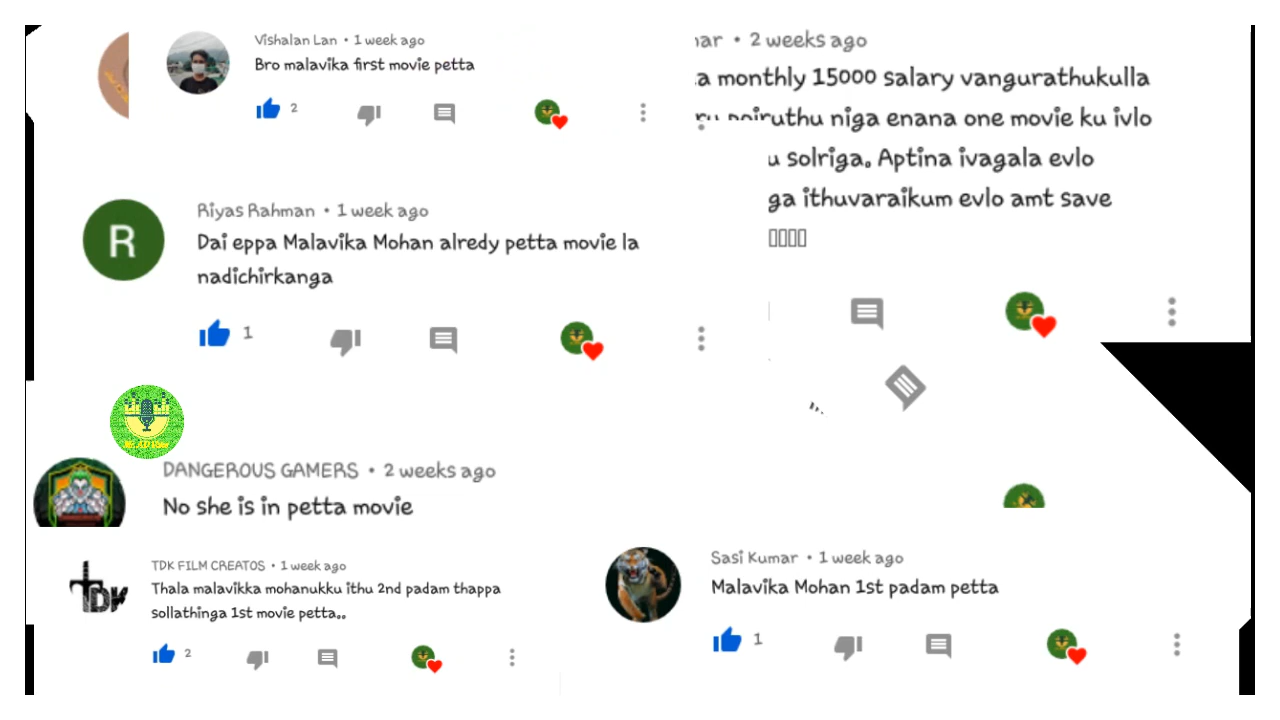 Vishalan Lan • 1 week ago
Bro malavika first movie petta
2
Riyas Rahman • 1 week ago
Dai eppa Malavika Mohan alredy petta movie la
nadichirkanga
1
DANGEROUS GAMERS • 2 weeks ago
No she is in petta movie
TDK FILM CREATOS • 1 week ago
Thala malavikka mohanukku ithu 2nd padam thappa
sollathinga 1st movie petta..
2
ar • 2 weeks ago
a monthly 15000 salary vangurathukulla
niga enana one movie ku ivlo
u solriga. Aptina ivagala evlo
ga ithuvaraikum evlo amt save
Sasi Kumar • 1 week ago
Malavika Mohan 1st padam petta
1
R
TDK